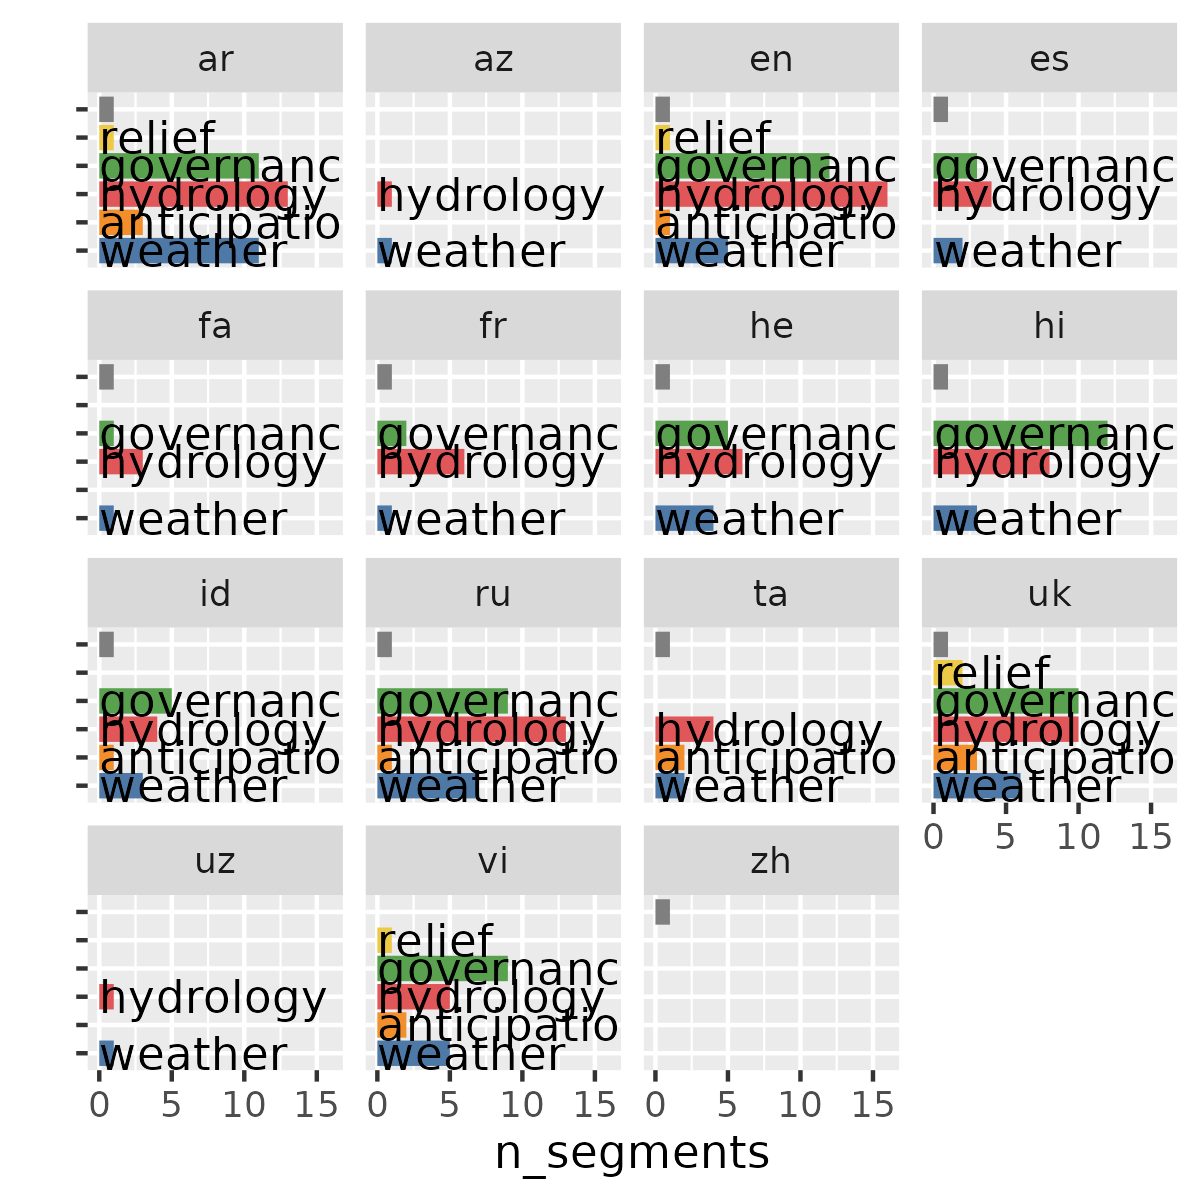 ar az en es
relief relief
governanc governanc governanc
hydrology hydrology hydrology hydrology
anticipatio anticipatio
weather weather weather weather
fa fr he hi
governanc governanc governanc governanc
hydrology hydrology hydrology hydrology
weather weather weather weather
id ru ta uk
relief
governanc governanc governanc
hydrology hydrology hydrology hydrology
anticipatio anticipatio anticipatio anticipatio
weather weather weather weather
0 5 10 15
uz vi zh
relief
governanc
hydrology hydrology
anticipatio
weather weather
0 5 10 15 0 5 10 15 0 5 10 15
n_segments